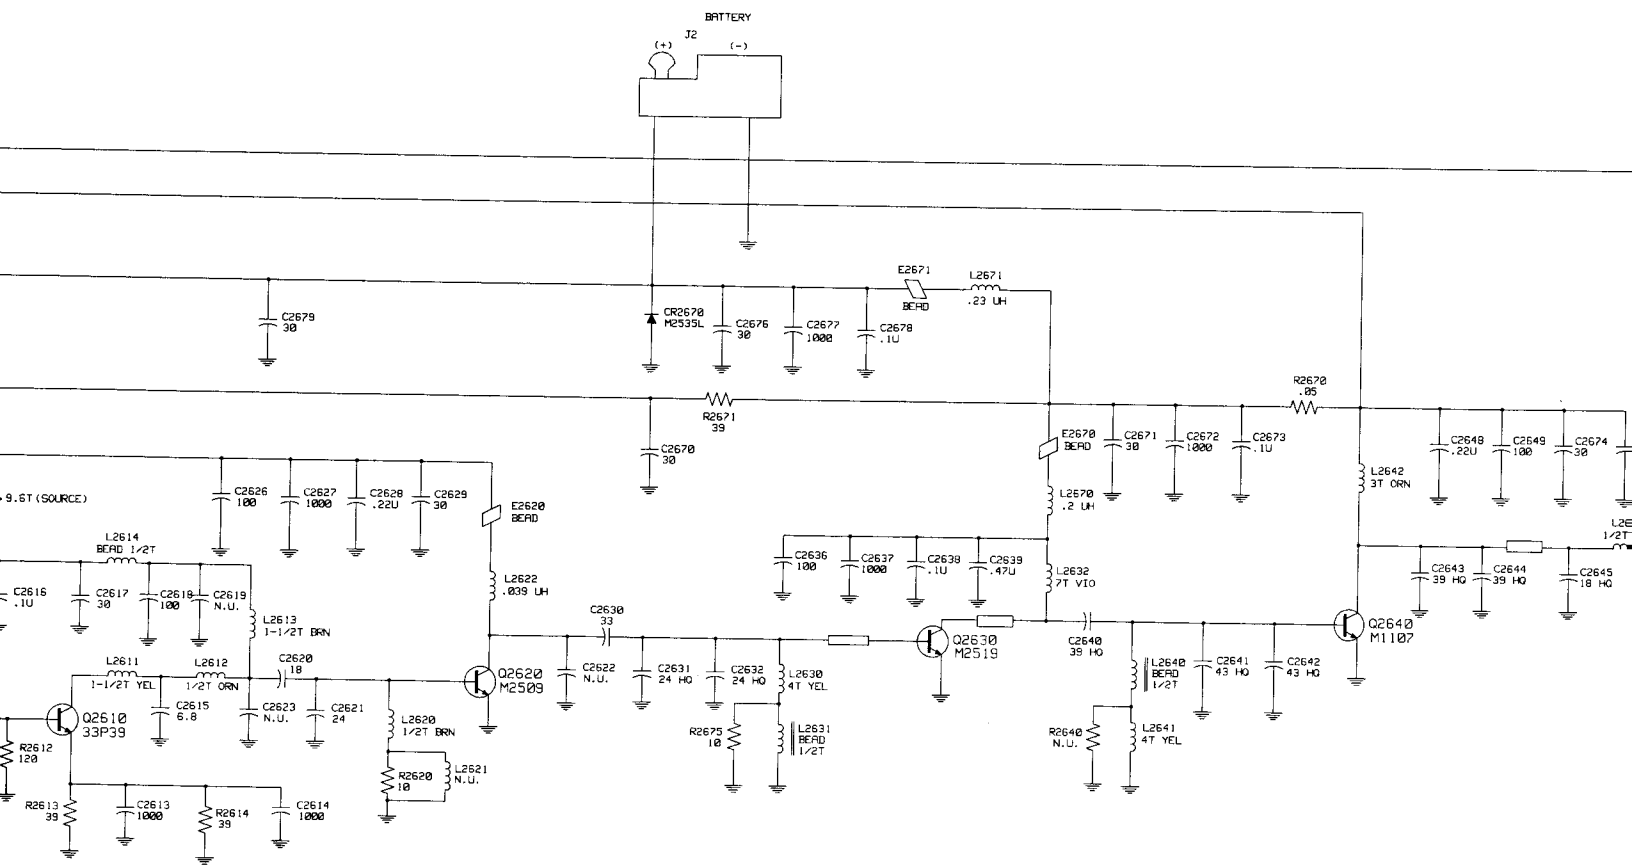 BATTERY
J2
(+)
(-)
E2671
BEAD
L2671
.23 UH
C2679
30
CR2670
M2535L
C2676
30
C2677
1000
C2678
.1U
R2671
39
C2670
30
R2670
.05
E2670
BEAD
C2671
30
C2672
1000
C2673
.1U
C2648
.22U
C2649
100
C2674
30
L2642
3T ORN
L2670
.2 UH
9.6T(SOURCE)
C2626
100
C2627
1000
C2628
.22U
C2629
30
E2620
BEAD
L2614
BEAD 1/2T
C2616
.1U
C2617
30
C2618
100
C2619
N.U.
L2613
1-1/2T BRN
L2622
.039 UH
C2636
100
C2637
1000
C2638
.1U
C2639
.47U
L2632
7T VIO
1/2T
C2643
39 HQ
C2644
39 HQ
C2645
18 HQ
L2611
1-1/2T YEL
L2612
1/2T ORN
C2620
18
C2630
33
Q2630
M2519
C2640
39 HQ
Q2640
M1107
Q2620
M2509
C2622
N.U.
C2631
24 HQ
C2632
24 HQ
L2630
4T YEL
L2640
BEAD
1/2T
C2641
43 HQ
C2642
43 HQ
Q2610
33P39
C2615
6.8
C2623
N.U.
C2621
24
L2620
1/2T BRN
R2675
10
L2631
BEAD
1/2T
R2640
N.U.
L2641
4T YEL
R2612
120
R2620
10
L2621
N.U.
R2613
39
C2613
1000
R2614
39
C2614
1000